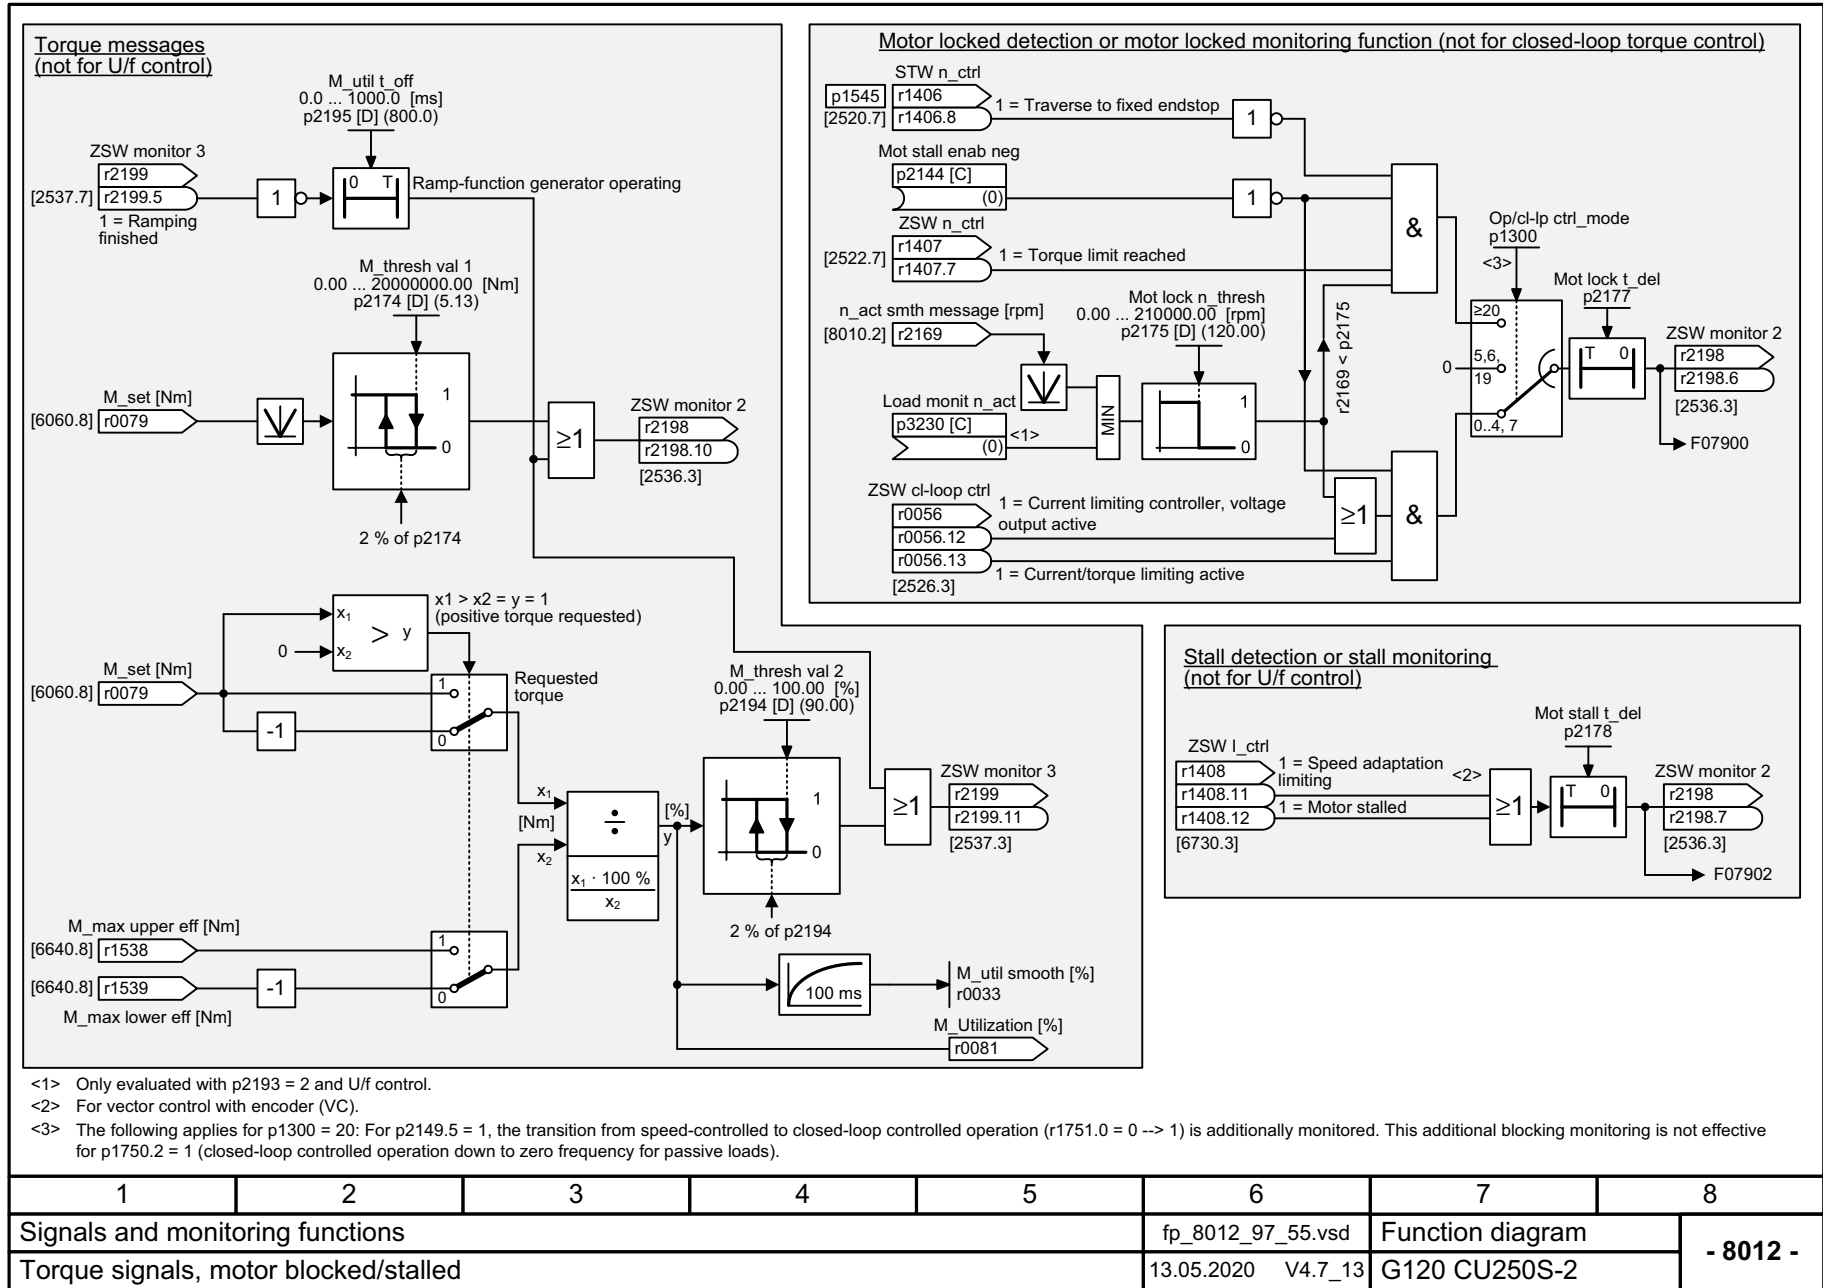 Torque messages
(not for U/f control)
M_util t_off
0.0 ... 1000.0 [ms]
p2195 [D] (800.0)
ZSW monitor 3
r2199
[2537.7] r2199.5
1 = Ramping
finished
1
0 T
Ramp-function generator operating
M_thresh val 1
0.00 ... 20000000.00 [Nm]
p2174 [D] (5.13)
M_set [Nm]
[6060.8] r0079
1
0
2 % of p2174
≥1
ZSW monitor 2
r2198
r2198.10
[2536.3]
x1 > x2 = y = 1
(positive torque requested)
x1
> y
0
x2
M_set [Nm]
[6060.8] r0079
-1
1
0
Requested
torque
M_max upper eff [Nm]
[6640.8] r1538
[6640.8] r1539
M_max lower eff [Nm]
-1
1
0
x1
[Nm]
x2
÷
x1 · 100 %
x2
[%]
y
M_thresh val 2
0.00 ... 100.00 [%]
p2194 [D] (90.00)
1
0
2 % of p2194
≥1
ZSW monitor 3
r2199
r2199.11
[2537.3]
100 ms
M_util smooth [%]
r0033
M_Utilization [%]
r0081
Motor locked detection or motor locked monitoring function (not for closed-loop torque control)
STW n_ctrl
p1545 r1406
[2520.7] r1406.8
1 = Traverse to fixed endstop
1
Mot stall enab neg
p2144 [C]
(0)
1
ZSW n_ctrl
r1407
[2522.7] r1407.7
1 = Torque limit reached
n_act smth message [rpm]
[8010.2] r2169
Mot lock n_thresh
0.00 ... 210000.00 [rpm]
p2175 [D] (120.00)
Load monit n_act
p3230 [C]
(0)
<1>
MIN
1
0
r2169 < p2175
ZSW cl-loop ctrl
r0056
r0056.12
r0056.13
[2526.3]
1 = Current limiting controller, voltage
output active
1 = Current/torque limiting active
≥1
&
&
Op/cl-lp ctrl_mode
p1300
<3>
≥20
0
5,6,
19
0..4, 7
Mot lock t_del
p2177
T 0
ZSW monitor 2
r2198
r2198.6
[2536.3]
F07900
Stall detection or stall monitoring
(not for U/f control)
ZSW I_ctrl
r1408
r1408.11
r1408.12
[6730.3]
1 = Speed adaptation
limiting
1 = Motor stalled
<2>
≥1
Mot stall t_del
p2178
T 0
ZSW monitor 2
r2198
r2198.7
[2536.3]
F07902
<1> Only evaluated with p2193 = 2 and U/f control.
<2> For vector control with encoder (VC).
<3> The following applies for p1300 = 20: For p2149.5 = 1, the transition from speed-controlled to closed-loop controlled operation (r1751.0 = 0 --> 1) is additionally monitored. This additional blocking monitoring is not effective
for p1750.2 = 1 (closed-loop controlled operation down to zero frequency for passive loads).
1 2 3 4 5 6 7 8
Signals and monitoring functions fp_8012_97_55.vsd Function diagram
- 8012 -
Torque signals, motor blocked/stalled 13.05.2020 V4.7_13 G120 CU250S-2